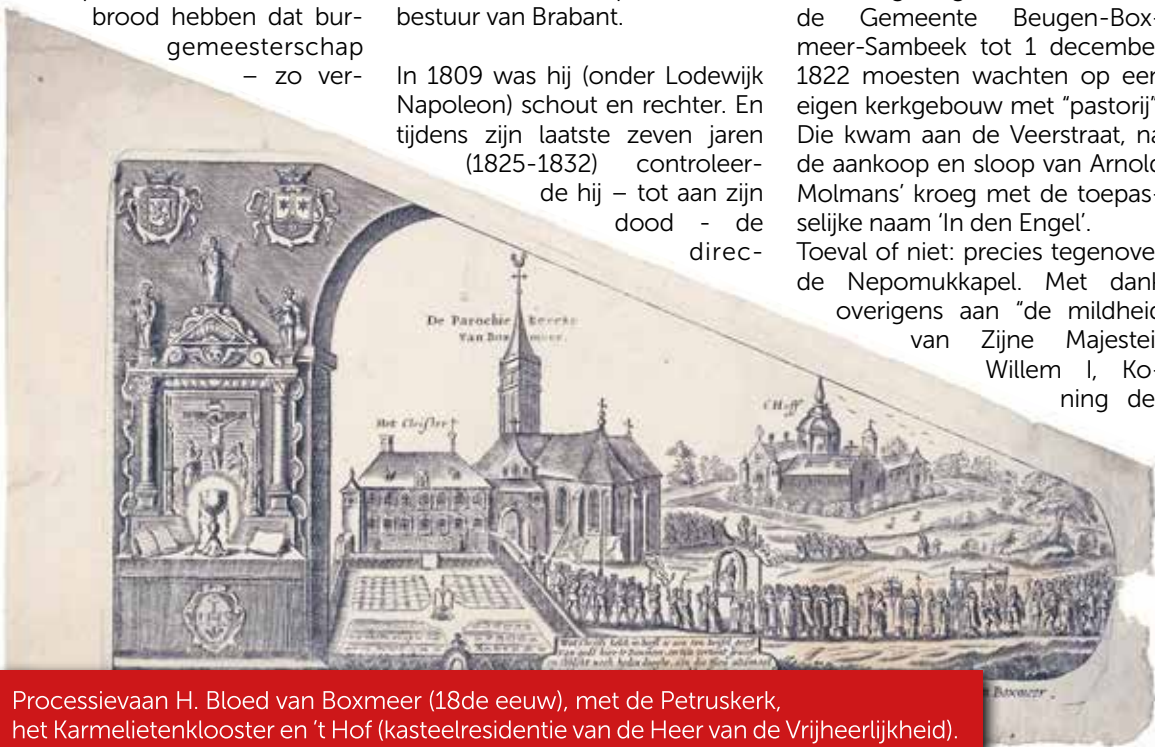 brood hebben dat bur-
gemeesterschap
– zo ver-
bestuur van Brabant.
In 1809 was hij (onder Lodewijk
Napoleon) schout en rechter. En
tijdens zijn laatste zeven jaren
(1825-1832) controleer-
de hij – tot aan zijn
dood - de
direc-
de Gemeente Beugen-Box-
meer-Sambeek tot 1 decembe
1822 moesten wachten op een
eigen kerkgebouw met "pastorij"
Die kwam aan de Veerstraat, na
de aankoop en sloop van Arnold
Molmans' kroeg met de toepas-
selijke naam 'In den Engel'.
Toeval of niet: precies tegenove
de Nepomukkapel. Met dank
overigens aan "de mildheid
van Zijne Majestei
Willem I, Ko-
ning de
De Parochie Kercke
Van Boxmeer.
Het Clooster
t'Hoff
Boxmeer.
Processievaan H. Bloed van Boxmeer (18de eeuw), met de Petruskerk,
het Karmelietenklooster en 't Hof (kasteelresidentie van de Heer van de Vrijheerlijkheid).